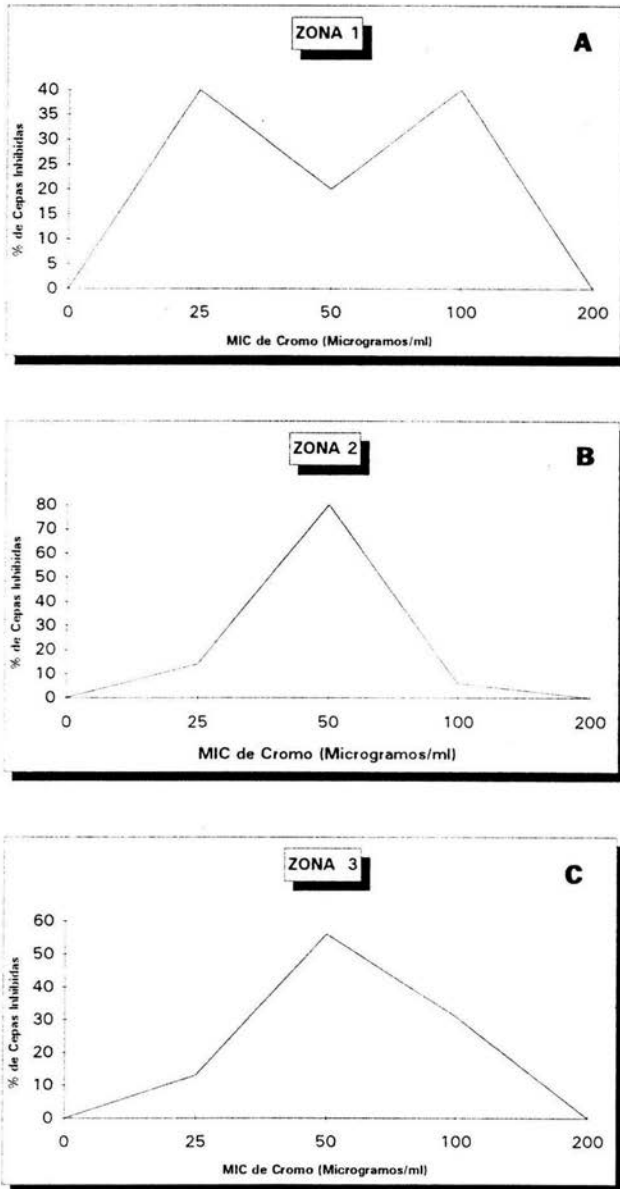 ZONA 1
A
% de Cepas Inhibidas
40
35
30
25
20
15
10
5
0
0 25 50 100 200
MIC de Cromo (Microgramos/ml)
ZONA 2
B
% de Cepas Inhibidas
80
70
60
50
40
30
20
10
0
0 25 50 100 200
MIC de Cromo (Microgramos/ml)
ZONA 3
C
% de Cepas Inhibidas
60
50
40
30
20
10
0
0 25 50 100 200
MIC de Cromo (Microgramos/ml)